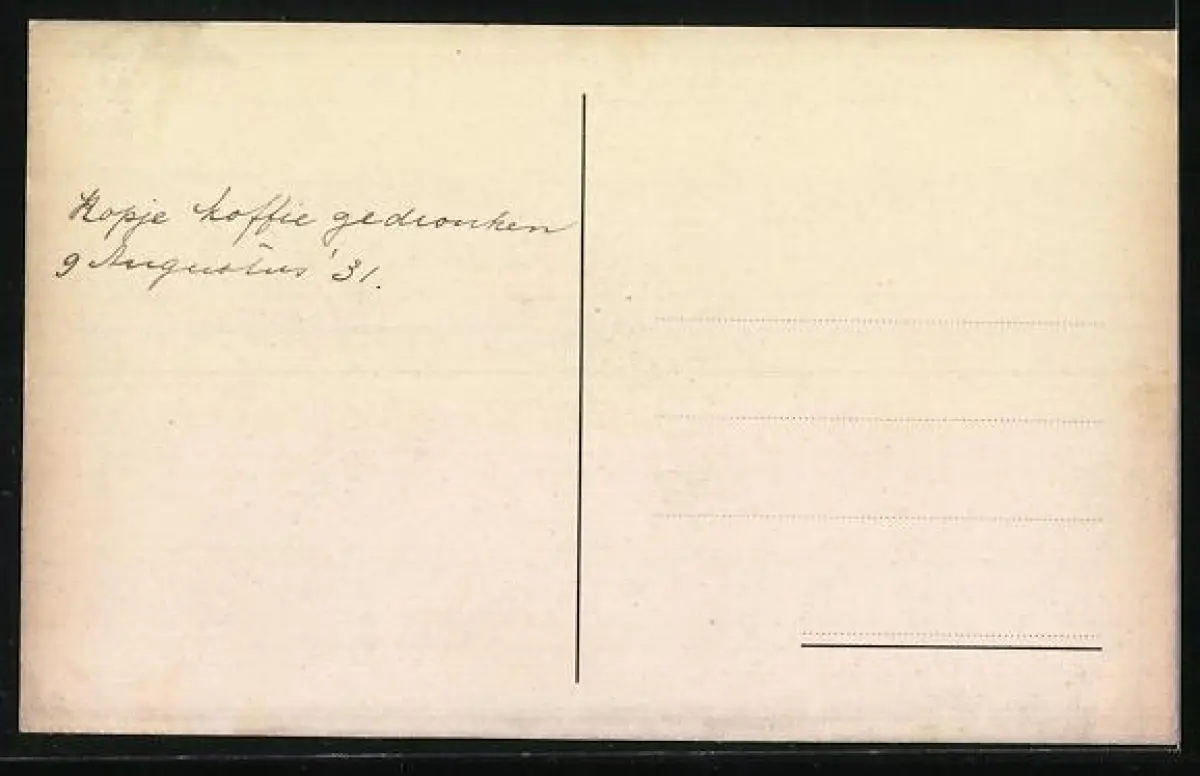 Kopje koffie gedronken
9 Augustus '31.